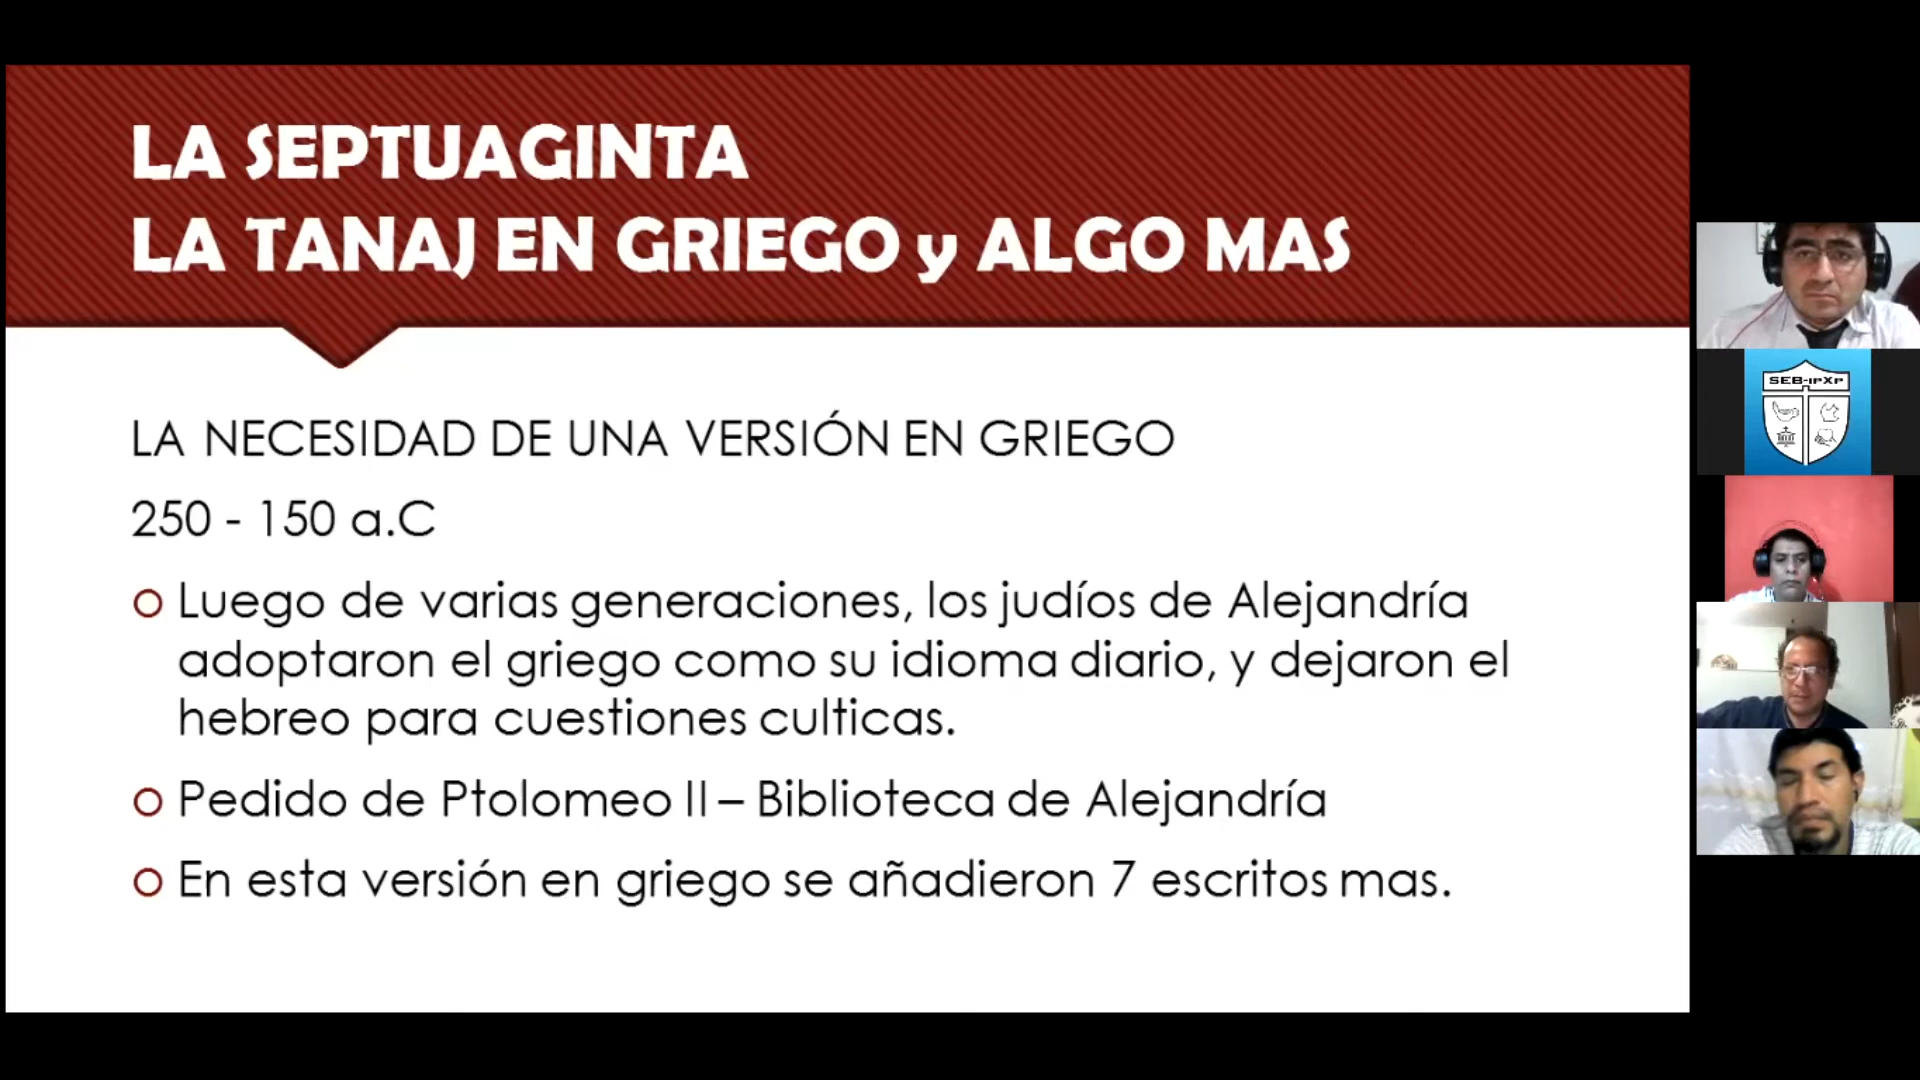 LA SEPTUAGINTA
LA TANAJ EN GRIEGO y ALGO MAS
LA NECESIDAD DE UNA VERSIÓN EN GRIEGO
250 - 150 a.C
Luego de varias generaciones, los judíos de Alejandría
adoptaron el griego como su idioma diario, y dejaron el
hebreo para cuestiones culticas.
Pedido de Ptolomeo II – Biblioteca de Alejandría
En esta versión en griego se añadieron 7 escritos mas.
SEB-IPXP